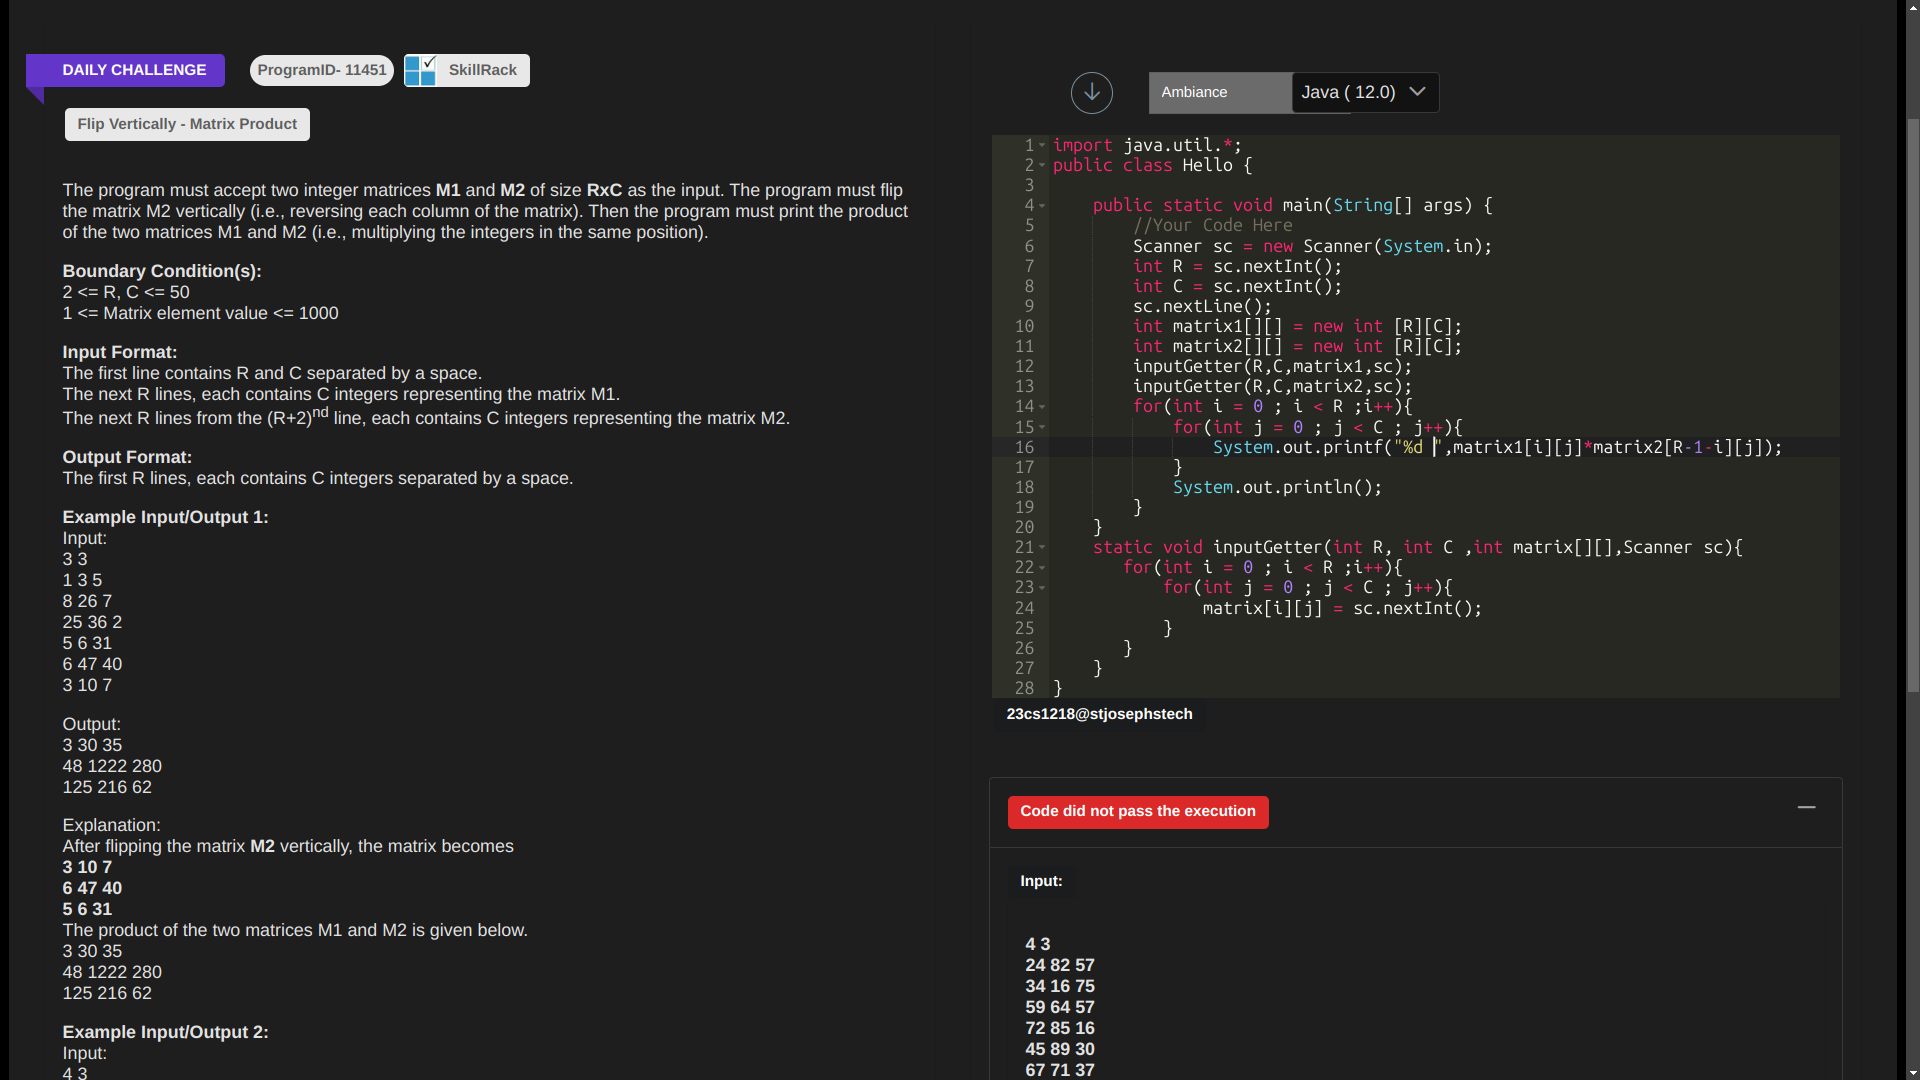 DAILY CHALLENGE
ProgramID- 11451
SkillRack
Flip Vertically - Matrix Product
The program must accept two integer matrices M1 and M2 of size RxC as the input. The program must flip
the matrix M2 vertically (i.e., reversing each column of the matrix). Then the program must print the product
of the two matrices M1 and M2 (i.e., multiplying the integers in the same position).
Boundary Condition(s):
2 <= R, C <= 50
1 <= Matrix element value <= 1000
Input Format:
The first line contains R and C separated by a space.
The next R lines, each contains C integers representing the matrix M1.
The next R lines from the (R+2)nd line, each contains C integers representing the matrix M2.
Output Format:
The first R lines, each contains C integers separated by a space.
Example Input/Output 1:
Input:
3 3
1 3 5
8 26 7
25 36 2
5 6 31
6 47 40
3 10 7
Output:
3 30 35
48 1222 280
125 216 62
Explanation:
After flipping the matrix M2 vertically, the matrix becomes
3 10 7
6 47 40
5 6 31
The product of the two matrices M1 and M2 is given below.
3 30 35
48 1222 280
125 216 62
Example Input/Output 2:
Input:
4 3
Ambiance
Java ( 12.0)
1 import java.util.*;
2 public class Hello {
3
4     public static void main(String[] args) {
5         //Your Code Here
6         Scanner sc = new Scanner(System.in);
7         int R = sc.nextInt();
8         int C = sc.nextInt();
9         sc.nextLine();
10         int matrix1[][] = new int [R][C];
11         int matrix2[][] = new int [R][C];
12         inputGetter(R,C,matrix1,sc);
13         inputGetter(R,C,matrix2,sc);
14         for(int i = 0 ; i < R ;i++){
15             for(int j = 0 ; j < C ; j++){
16                 System.out.printf("%d ",matrix1[i][j]*matrix2[R-1-i][j]);
17             }
18             System.out.println();
19         }
20     }
21     static void inputGetter(int R, int C ,int matrix[][],Scanner sc){
22        for(int i = 0 ; i < R ;i++){
23            for(int j = 0 ; j < C ; j++){
24                matrix[i][j] = sc.nextInt();
25            }
26        }
27     }
28 }
23cs1218@stjosephstech
Code did not pass the execution
Input:
4 3
24 82 57
34 16 75
59 64 57
72 85 16
45 89 30
67 71 37